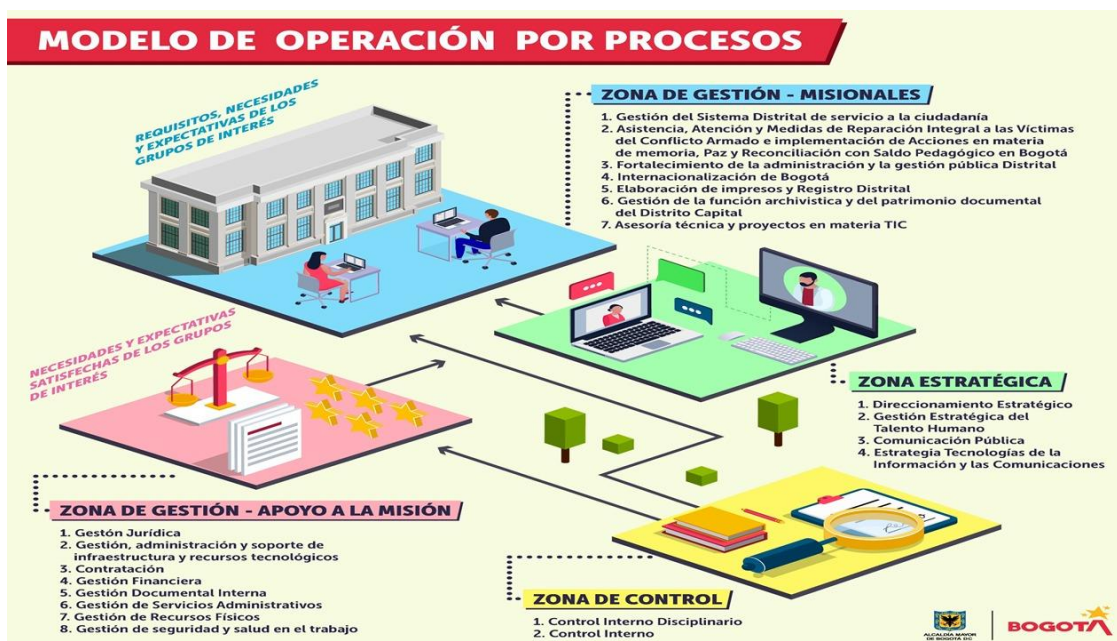 MODELO DE OPERACIÓN POR PROCESOS
REQUISITOS, NECESIDADES
Y EXPECTATIVAS DE LOS
GRUPOS DE INTERÉS
ZONA DE GESTIÓN - MISIONALES
1. Gestión del Sistema Distrital de servicio a la ciudadanía
2. Asistencia, Atención y Medidas de Reparación Integral a las Víctimas
del Conflicto Armado e implementación de Acciones en materia
de memoria, Paz y Reconciliación con Saldo Pedagógico en Bogotá
3. Fortalecimiento de la administración y la gestión pública Distrital
4. Internacionalización de Bogotá
5. Elaboración de impresos y Registro Distrital
6. Gestión de la función archivistica y del patrimonio documental
del Distrito Capital
7. Asesoría técnica y proyectos en materia TIC
NECESIDADES Y EXPECTATIVAS
SATISFECHAS DE LOS GRUPOS
DE INTERÉS
ZONA ESTRATÉGICA
1. Direccionamiento Estratégico
2. Gestión Estratégica del
Talento Humano
3. Comunicación Pública
4. Estrategia Tecnologías de la
Información y las Comunicaciones
ZONA DE GESTIÓN - APOYO A LA MISIÓN
1. Gestón Jurídica
2. Gestión, administración y soporte de
infraestructura y recursos tecnológicos
3. Contratación
4. Gestión Financiera
5. Gestión Documental Interna
6. Gestión de Servicios Administrativos
7. Gestión de Recursos Físicos
8. Gestión de seguridad y salud en el trabajo
ZONA DE CONTROL
1. Control Interno Disciplinario
2. Control Interno
ALCALDÍA MAYOR
DE BOGOTÁ D.C.
BOGOTÁ